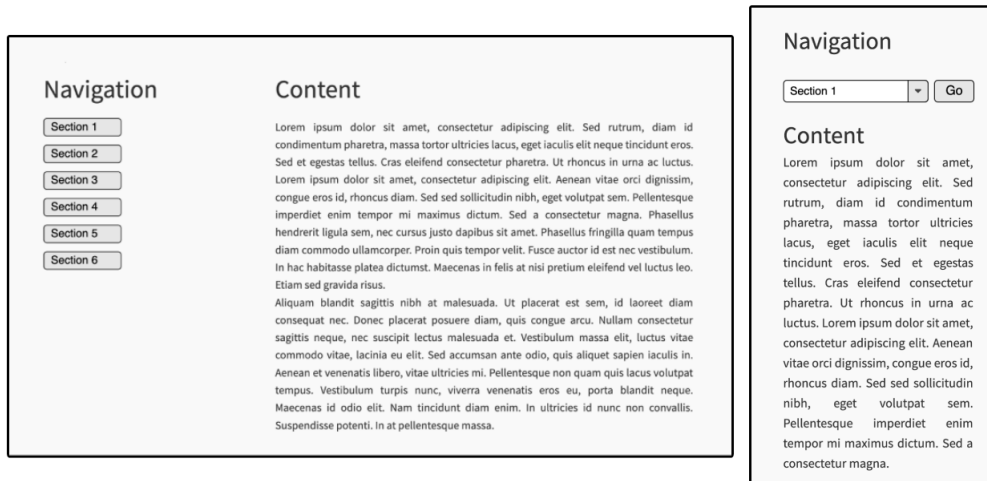 Navigation
Section 1
Section 2
Section 3
Section 4
Section 5
Section 6
Content
Lorem ipsum dolor sit amet, consectetur adipiscing elit. Sed rutrum, diam id
condimentum pharetra, massa tortor ultricies lacus, eget iaculis elit neque tincidunt eros.
Sed et egestas tellus. Cras eleifend consectetur pharetra. Ut rhoncus in urna ac luctus.
Lorem ipsum dolor sit amet, consectetur adipiscing elit. Aenean vitae orci dignissim,
congue eros id, rhoncus diam. Sed sed sollicitudin nibh, eget volutpat sem. Pellentesque
imperdiet enim tempor mi maximus dictum. Sed a consectetur magna. Phasellus
hendrerit ligula sem, nec cursus justo dapibus sit amet. Phasellus fringilla quam tempus
diam commodo ullamcorper. Proin quis tempor velit. Fusce auctor id est nec vestibulum.
In hac habitasse platea dictumst. Maecenas in felis at nisi pretium eleifend vel luctus leo.
Etiam sed gravida risus.
Aliquam blandit sagittis nibh at malesuada. Ut placerat est sem, id laoreet diam
consequat nec. Donec placerat posuere diam, quis congue arcu. Nullam consectetur
sagittis neque, nec suscipit lectus malesuada et. Vestibulum massa elit, luctus vitae
commodo vitae, lacinia eu elit. Sed accumsan ante odio, quis aliquet sapien iaculis in.
Aenean et venenatis libero, vitae ultricies mi. Pellentesque non quam quis lacus volutpat
tempus. Vestibulum turpis nunc, viverra venenatis eros eu, porta blandit neque.
Maecenas id odio elit. Nam tincidunt diam enim. In ultricies id nunc non convallis.
Suspendisse potenti. In at pellentesque massa.
Navigation
Section 1
Go
Content
Lorem ipsum dolor sit amet,
consectetur adipiscing elit. Sed
rutrum, diam id condimentum
pharetra, massa tortor ultricies
lacus, eget iaculis elit neque
tincidunt eros. Sed et egestas
tellus. Cras eleifend consectetur
pharetra. Ut rhoncus in urna ac
luctus. Lorem ipsum dolor sit amet,
consectetur adipiscing elit. Aenean
vitae orci dignissim, congue eros id,
rhoncus diam. Sed sed sollicitudin
nibh, eget volutpat sem.
Pellentesque imperdiet enim
tempor mi maximus dictum. Sed a
consectetur magna.